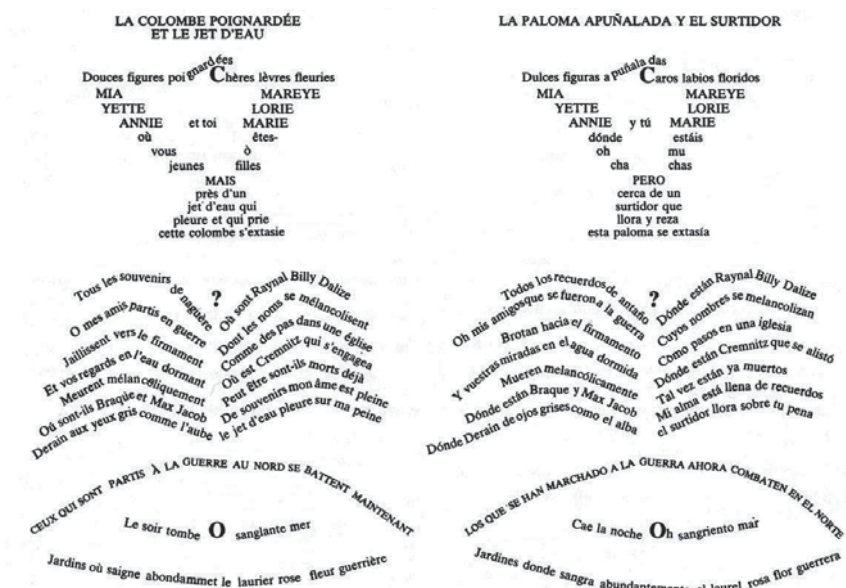 LA COLOMBE POIGNARDÉE
ET LE JET D'EAU
Douces figures poignardées Chères lèvres fleuries
MIA MAREYE
YETTE LORIE
ANNIE et toi MARIE
où êtes-
vous ò
jeunes filles
MAIS
près d'un
jet d'eau qui
pleure et qui prie
cette colombe s'extasie
Tous les souvenirs de naguère
O mes amis partis en guerre
Jaillissent vers le firmament
Et vos regards en l'eau dormant
Meurent mélancoliquement
Où sont-ils Braque et Max Jacob
Derain aux yeux gris comme l'aube
?
Où sont Raynal Billy Dalize
Dont les noms se mélancolisent
Comme des pas dans une église
Où est Cremnitz qui s'engagea
Peut être sont-ils morts déjà
De souvenirs mon âme est pleine
le jet d'eau pleure sur ma peine
CEUX QUI SONT PARTIS À LA GUERRE AU NORD SE BATTENT MAINTENANT
Le soir tombe O sanglante mer
Jardins où saigne abondammet le laurier rose fleur guerrière
LA PALOMA APUÑALADA Y EL SURTIDOR
Dulces figuras apuñaladas Caros labios floridos
MIA MAREYE
YETTE LORIE
ANNIE y tú MARIE
dónde estáis
oh mu
cha chas
PERO
cerca de un
surtidor que
llora y reza
esta paloma se extasía
Todos los recuerdos de antaño
Oh mis amigos que se fueron a la guerra
Brotan hacia el firmamento
Y vuestras miradas en el agua dormida
Mueren melancólicamente
Dónde están Braque y Max Jacob
Dónde Derain de ojos grises como el alba
?
Dónde están Raynal Billy Dalize
Cuyos nombres se melancolizan
Como pasos en una iglesia
Dónde están Cremnitz que se alistó
Tal vez están ya muertos
Mi alma está llena de recuerdos
el surtidor llora sobre tu pena
LOS QUE SE HAN MARCHADO A LA GUERRA AHORA COMBATEN EN EL NORTE
Cae la noche Oh sangriento mar
Jardines donde sangra abundantemente el laurel rosa flor guerrera